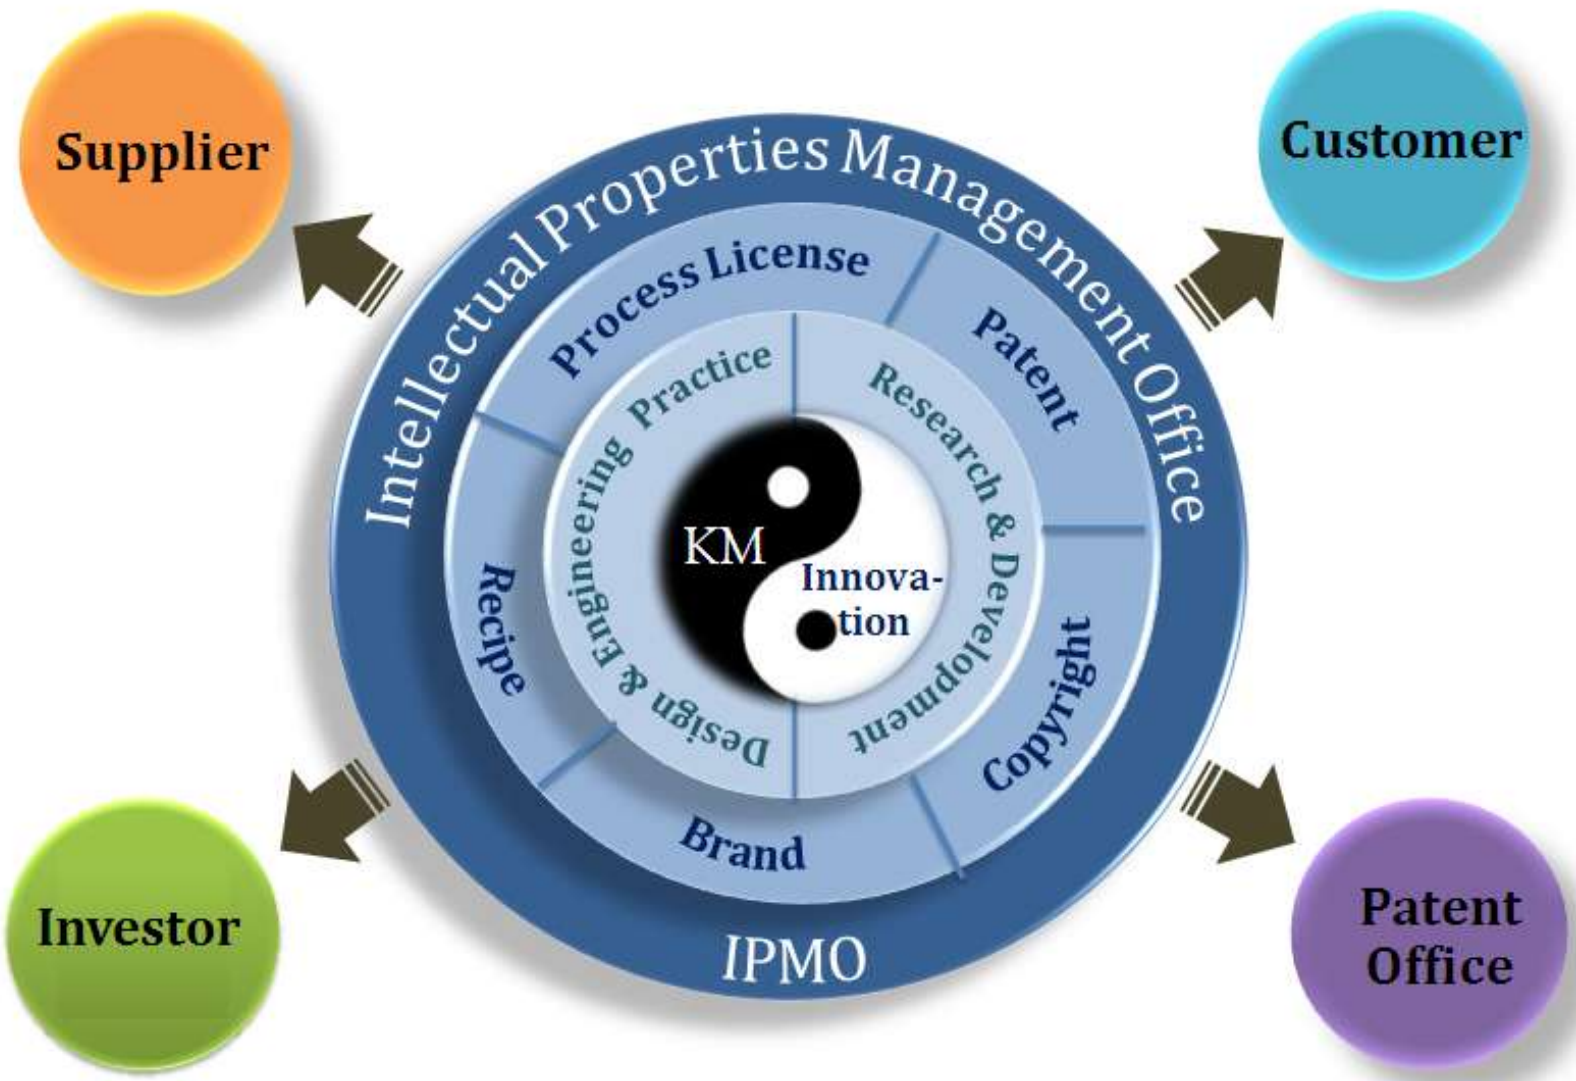 Supplier
Customer
Intellectual Properties Management Office
Process License
Patent
Design & Engineering Practice
Research & Development
KM
Innova-
tion
Recipe
Copyright
Brand
IPMO
Investor
Patent
Office